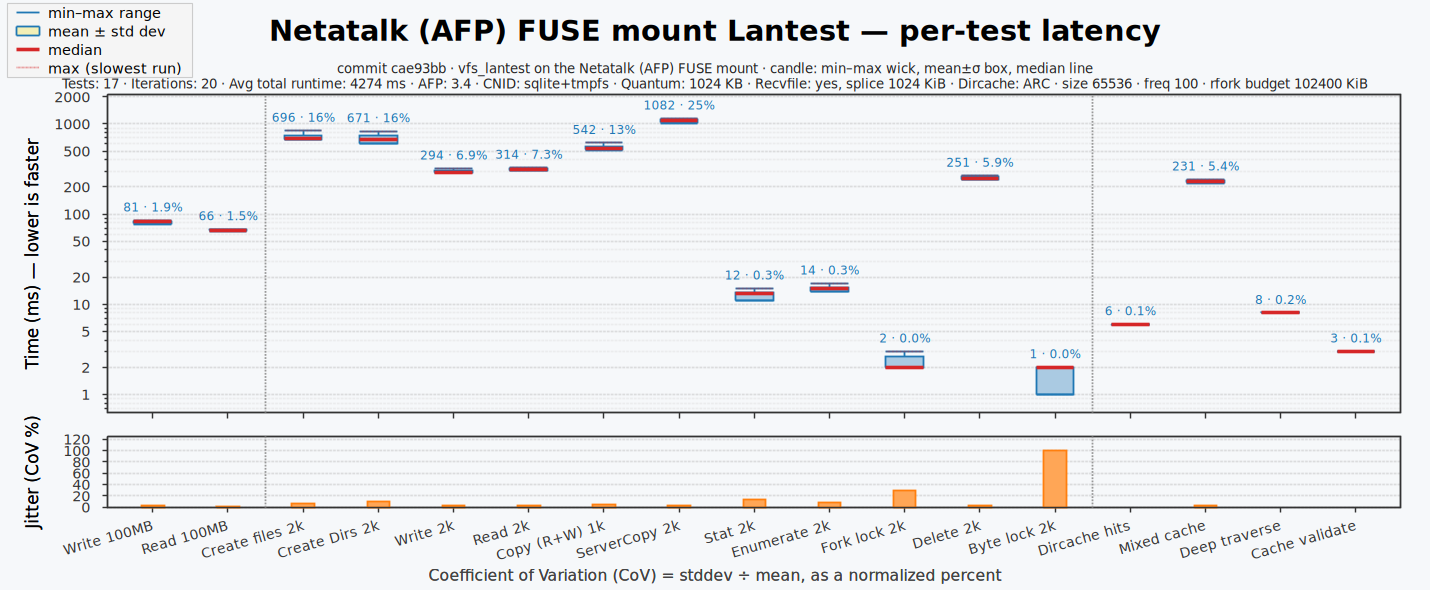 min–max range
mean ± std dev
median
max (slowest run)
Netatalk (AFP) FUSE mount Lantest — per-test latency
commit cae93bb · vfs_lantest on the Netatalk (AFP) FUSE mount · candle: min–max wick, mean±σ box, median line
Tests: 17 · Iterations: 20 · Avg total runtime: 4274 ms · AFP: 3.4 · CNID: sqlite+tmpfs · Quantum: 1024 KB · Recvfile: yes, splice 1024 KiB · Dircache: ARC · size 65536 · freq 100 · rfork budget 102400 KiB
Time (ms) — lower is faster
2000
1000
500
200
100
50
20
10
5
2
1
81 · 1.9%
66 · 1.5%
696 · 16%
671 · 16%
294 · 6.9%
314 · 7.3%
542 · 13%
1082 · 25%
12 · 0.3%
14 · 0.3%
2 · 0.0%
251 · 5.9%
1 · 0.0%
6 · 0.1%
231 · 5.4%
8 · 0.2%
3 · 0.1%
Jitter (CoV %)
120
100
80
60
40
20
0
Write 100MB
Read 100MB
Create files 2k
Create Dirs 2k
Write 2k
Read 2k
Copy (R+W) 1k
ServerCopy 2k
Stat 2k
Enumerate 2k
Fork lock 2k
Delete 2k
Byte lock 2k
Dircache hits
Mixed cache
Deep traverse
Cache validate
Coefficient of Variation (CoV) = stddev ÷ mean, as a normalized percent